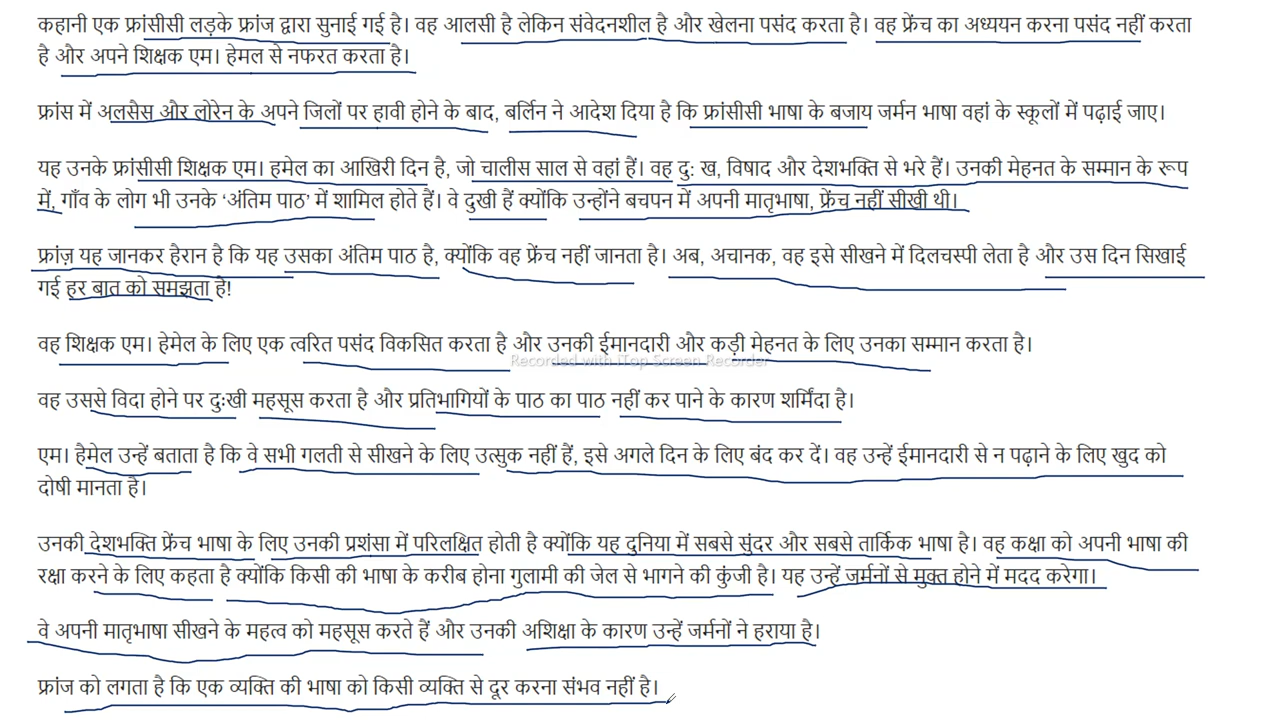 कहानी एक फ्रांसीसी लड़के फ्रांज द्वारा सुनाई गई है। वह आलसी है लेकिन संवेदनशील है और खेलना पसंद करता है। वह फ्रेंच का अध्ययन करना पसंद नहीं करता
है और अपने शिक्षक एम। हेमल से नफरत करता है।
फ्रांस में अलसैस और लोरेन के अपने जिलों पर हावी होने के बाद, बर्लिन ने आदेश दिया है कि फ्रांसीसी भाषा के बजाय जर्मन भाषा वहां के स्कूलों में पढ़ाई जाए।
यह उनके फ्रांसीसी शिक्षक एम। हमेल का आखिरी दिन है, जो चालीस साल से वहां हैं। वह दु: ख, विषाद और देशभक्ति से भरे हैं। उनकी मेहनत के सम्मान के रूप
में, गाँव के लोग भी उनके ‘अंतिम पाठ’ में शामिल होते हैं। वे दुखी हैं क्योंकि उन्होंने बचपन में अपनी मातृभाषा, फ्रेंच नहीं सीखी थी।
फ्रांज़ यह जानकर हैरान है कि यह उसका अंतिम पाठ है, क्योंकि वह फ्रेंच नहीं जानता है। अब, अचानक, वह इसे सीखने में दिलचस्पी लेता है और उस दिन सिखाई
गई हर बात को समझता है!
वह शिक्षक एम। हेमेल के लिए एक त्वरित पसंद विकसित करता है और उनकी ईमानदारी और कड़ी मेहनत के लिए उनका सम्मान करता है।
Recorded with iTop Screen Recorder
वह उससे विदा होने पर दुःखी महसूस करता है और प्रतिभागियों के पाठ का पाठ नहीं कर पाने के कारण शर्मिंदा है।
एम। हैमेल उन्हें बताता है कि वे सभी गलती से सीखने के लिए उत्सुक नहीं हैं, इसे अगले दिन के लिए बंद कर दें। वह उन्हें ईमानदारी से न पढ़ाने के लिए खुद को
दोषी मानता है।
उनकी देशभक्ति फ्रेंच भाषा के लिए उनकी प्रशंसा में परिलक्षित होती है क्योंकि यह दुनिया में सबसे सुंदर और सबसे तार्किक भाषा है। वह कक्षा को अपनी भाषा की
रक्षा करने के लिए कहता है क्योंकि किसी की भाषा के करीब होना गुलामी की जेल से भागने की कुंजी है। यह उन्हें जर्मनों से मुक्त होने में मदद करेगा।
वे अपनी मातृभाषा सीखने के महत्व को महसूस करते हैं और उनकी अशिक्षा के कारण उन्हें जर्मनों ने हराया है।
फ्रांज को लगता है कि एक व्यक्ति की भाषा को किसी व्यक्ति से दूर करना संभव नहीं है।